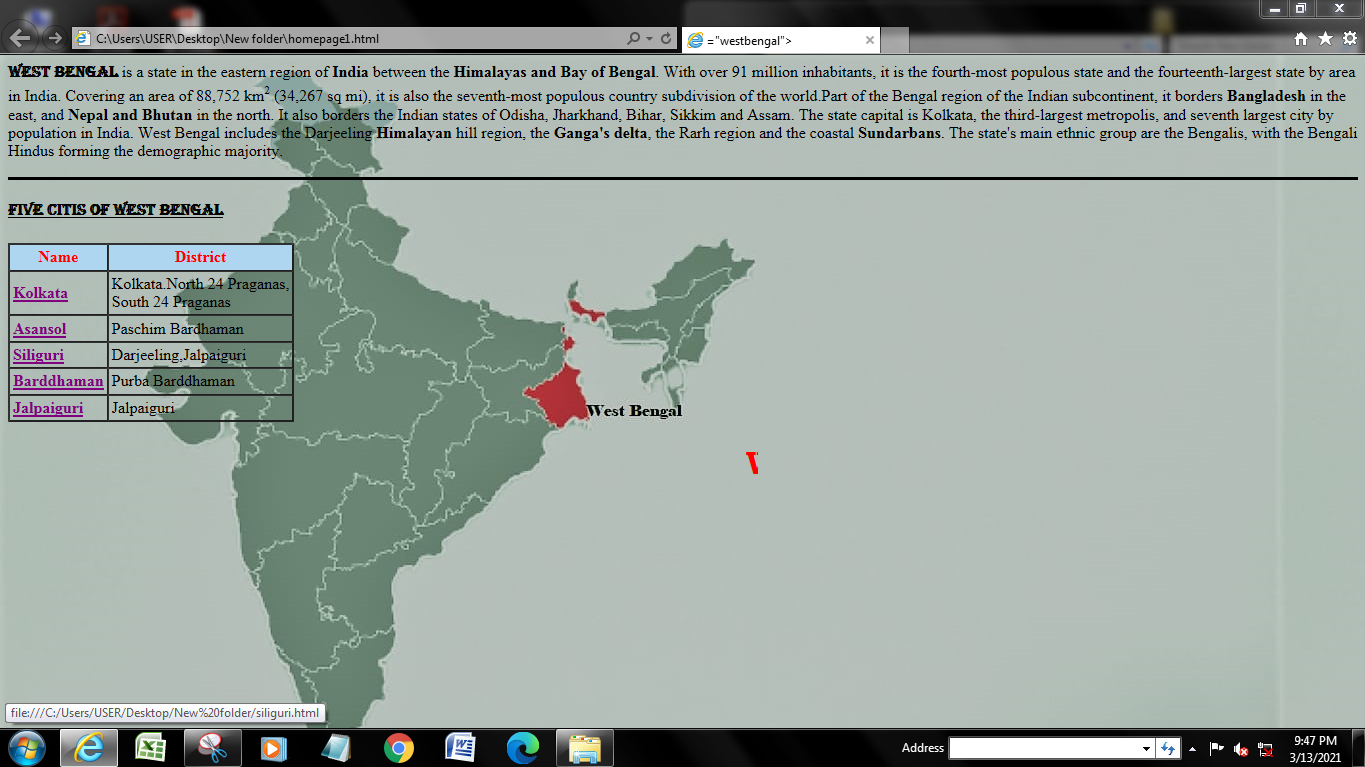 C:\Users\USER\Desktop\New folder\homepage1.html
="westbengal">
WEST BENGAL is a state in the eastern region of India between the Himalayas and Bay of Bengal. With over 91 million inhabitants, it is the fourth-most populous state and the fourteenth-largest state by area
in India. Covering an area of 88,752 km2 (34,267 sq mi), it is also the seventh-most populous country subdivision of the world.Part of the Bengal region of the Indian subcontinent, it borders Bangladesh in the
east, and Nepal and Bhutan in the north. It also borders the Indian states of Odisha, Jharkhand, Bihar, Sikkim and Assam. The state capital is Kolkata, the third-largest metropolis, and seventh largest city by
population in India. West Bengal includes the Darjeeling Himalayan hill region, the Ganga's delta, the Rarh region and the coastal Sundarbans. The state's main ethnic group are the Bengalis, with the Bengali
Hindus forming the demographic majority.
FIVE CITIS OF WEST BENGAL
Name District
Kolkata Kolkata.North 24 Praganas,
South 24 Praganas
Asansol Paschim Bardhaman
Siliguri Darjeeling,Jalpaiguri
Barddhaman Purba Barddhaman
Jalpaiguri Jalpaiguri
West Bengal
file:///C:/Users/USER/Desktop/New%20folder/siliguri.html
Address
9:47 PM
3/13/2021